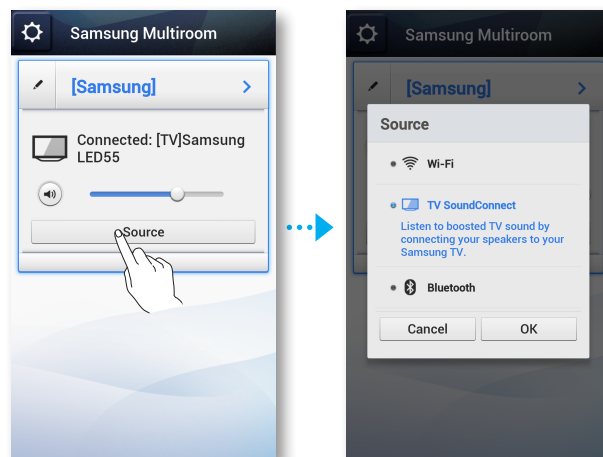 Samsung Multiroom
[Samsung]
Connected: [TV]Samsung
LED55
Source
Samsung Multiroom
[Samsung]
Source
Wi-Fi
TV SoundConnect
Listen to boosted TV sound by
connecting your speakers to your
Samsung TV.
Bluetooth
Cancel
OK